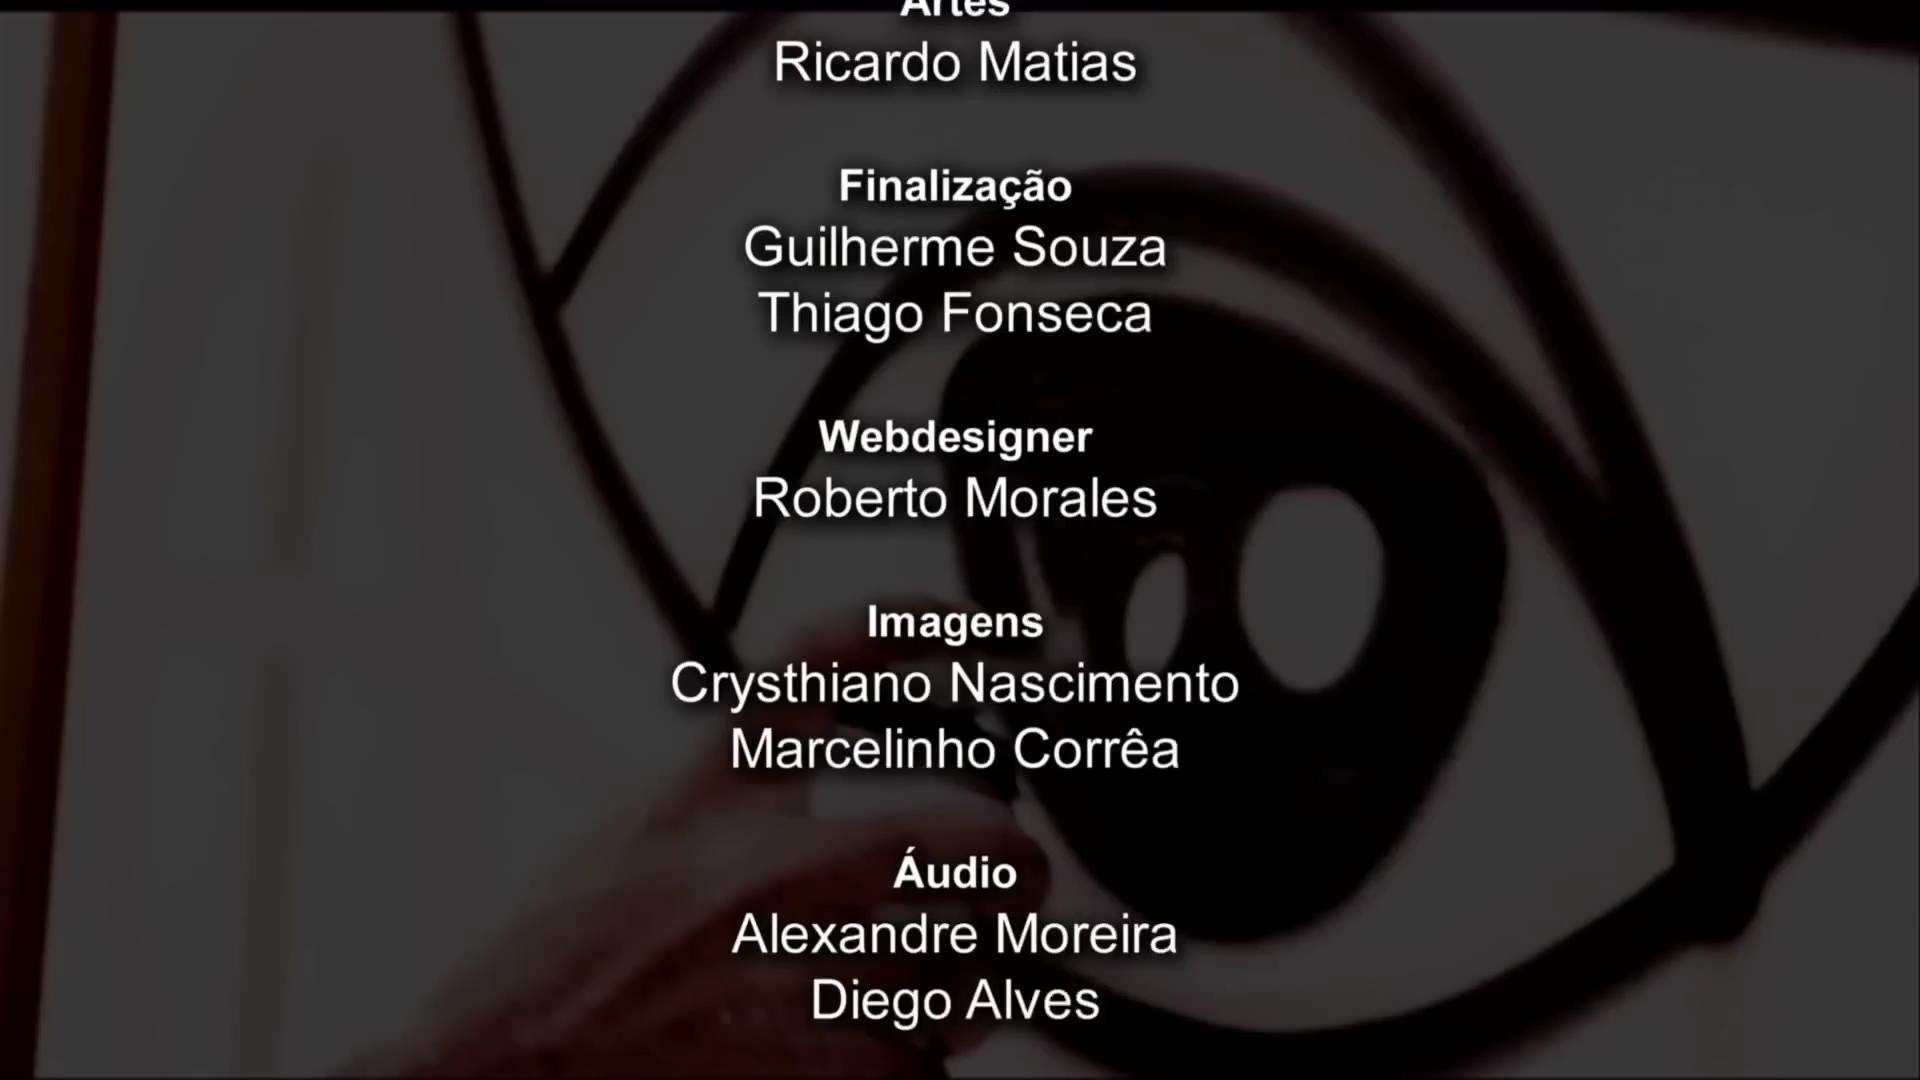 Artes
Ricardo Matias
Finalização
Guilherme Souza
Thiago Fonseca
Webdesigner
Roberto Morales
Imagens
Crysthiano Nascimento
Marcelinho Corrêa
Áudio
Alexandre Moreira
Diego Alves